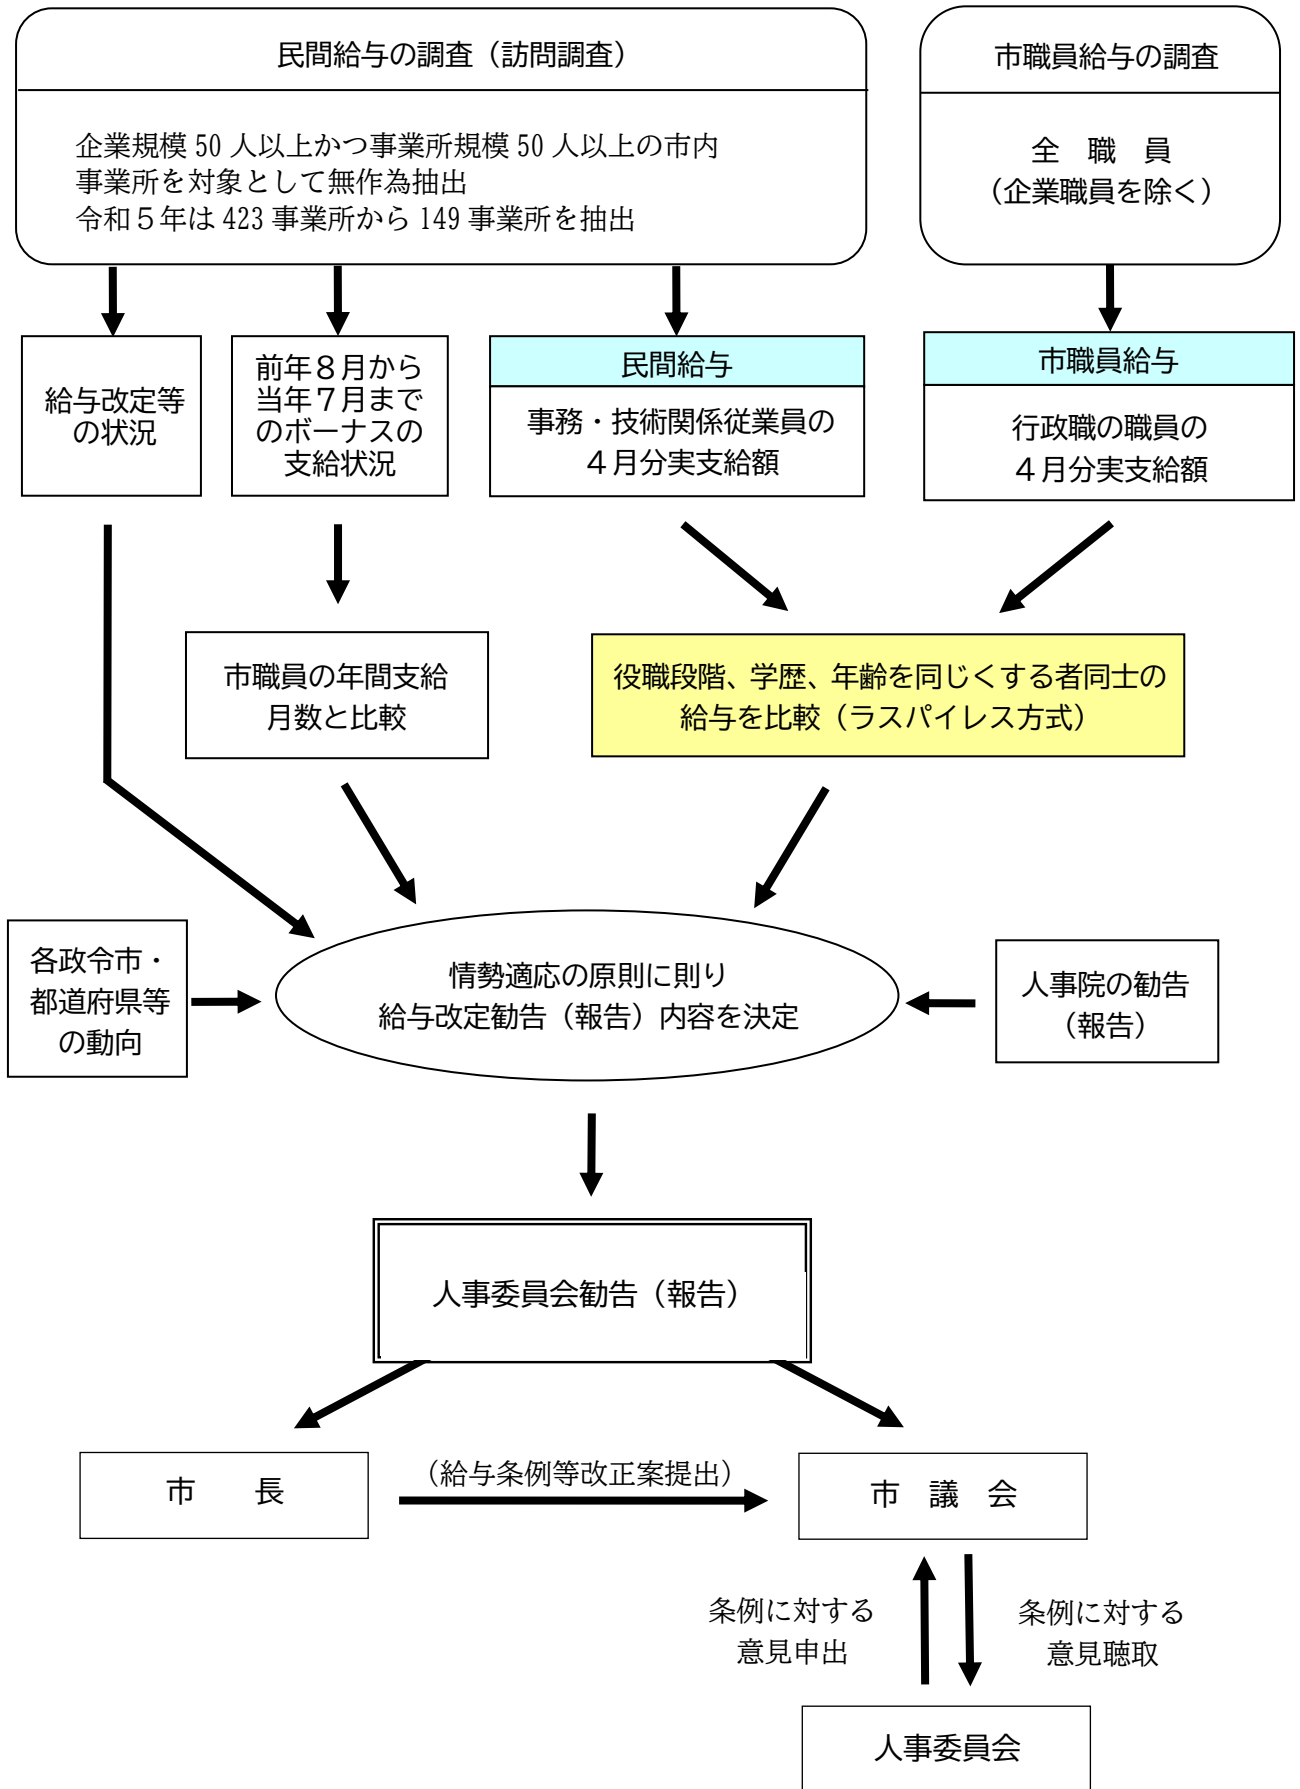 民間給与の調査（訪問調査）
企業規模 50 人以上かつ事業所規模 50 人以上の市内
事業所を対象として無作為抽出
令和５年は 423 事業所から 149 事業所を抽出
市職員給与の調査
全　職　員
（企業職員を除く）
給与改定等
の状況
前年８月から
当年７月まで
のボーナスの
支給状況
民間給与
事務・技術関係従業員の
４月分実支給額
市職員給与
行政職の職員の
４月分実支給額
市職員の年間支給
月数と比較
役職段階、学歴、年齢を同じくする者同士の
給与を比較（ラスパイレス方式）
各政令市・
都道府県等
の動向
情勢適応の原則に則り
給与改定勧告（報告）内容を決定
人事院の勧告
（報告）
人事委員会勧告（報告）
市　　長
（給与条例等改正案提出）
市　議　会
条例に対する
意見申出
条例に対する
意見聴取
人事委員会